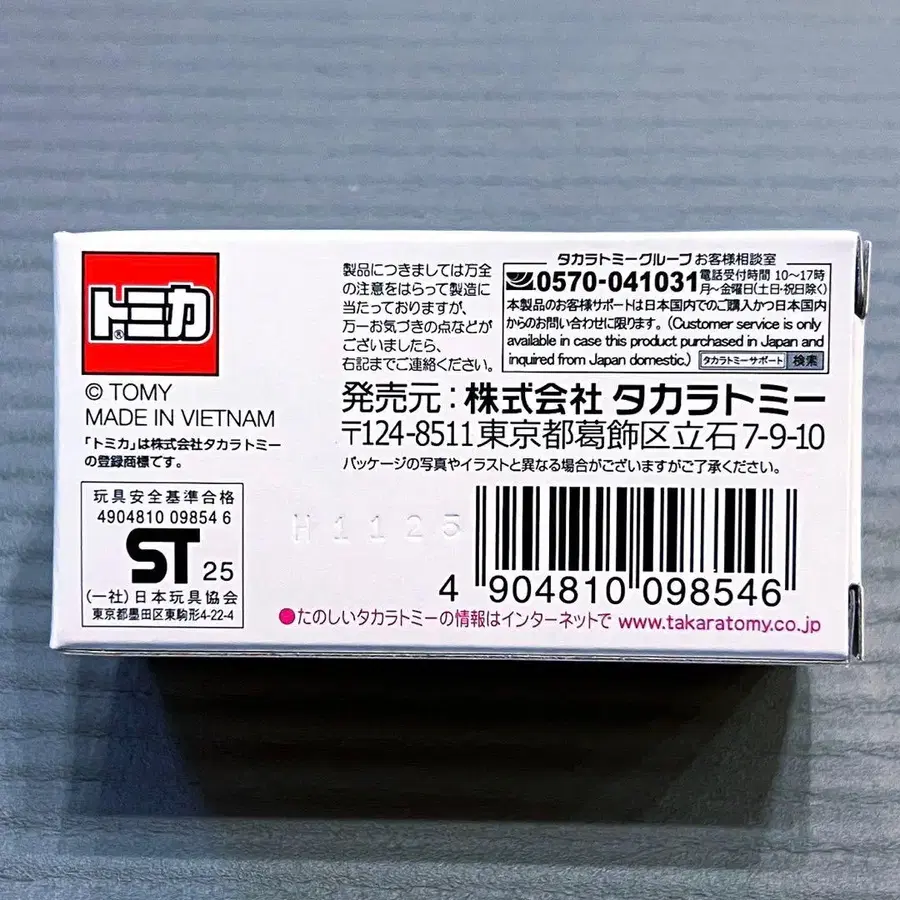 トミカ®
© TOMY
MADE IN VIETNAM
「トミカ」は株式会社タカラトミー
の登録商標です。
玩具安全基準合格
4904810 09854 6
ST 25
(一社)日本玩具協会
東京都墨田区東駒形4-22-4
製品につきましては万全
の注意をはらって製造に
当たっておりますが、
万一お気づきの点などが
ございましたら、
右記までご連絡ください。
タカラトミーグループ お客様相談室
0570-041031 電話受付時間 10〜17時
月〜金曜日(土・日・祝日除く)
本製品のお客様サポートは日本国内でのご購入かつ日本国内
からのお問い合わせに限ります。(Customer service is only
available in case this product purchased in Japan and
inquired from Japan domestic.) タカラトミーサポート 検索
発売元:株式会社 タカラトミー
〒124-8511東京都葛飾区立石7-9-10
パッケージの写真やイラストと異なる場合がございますがご了承ください。
H1125
4 904810 098546
●たのしいタカラトミーの情報はインターネットで www.takaratomy.co.jp